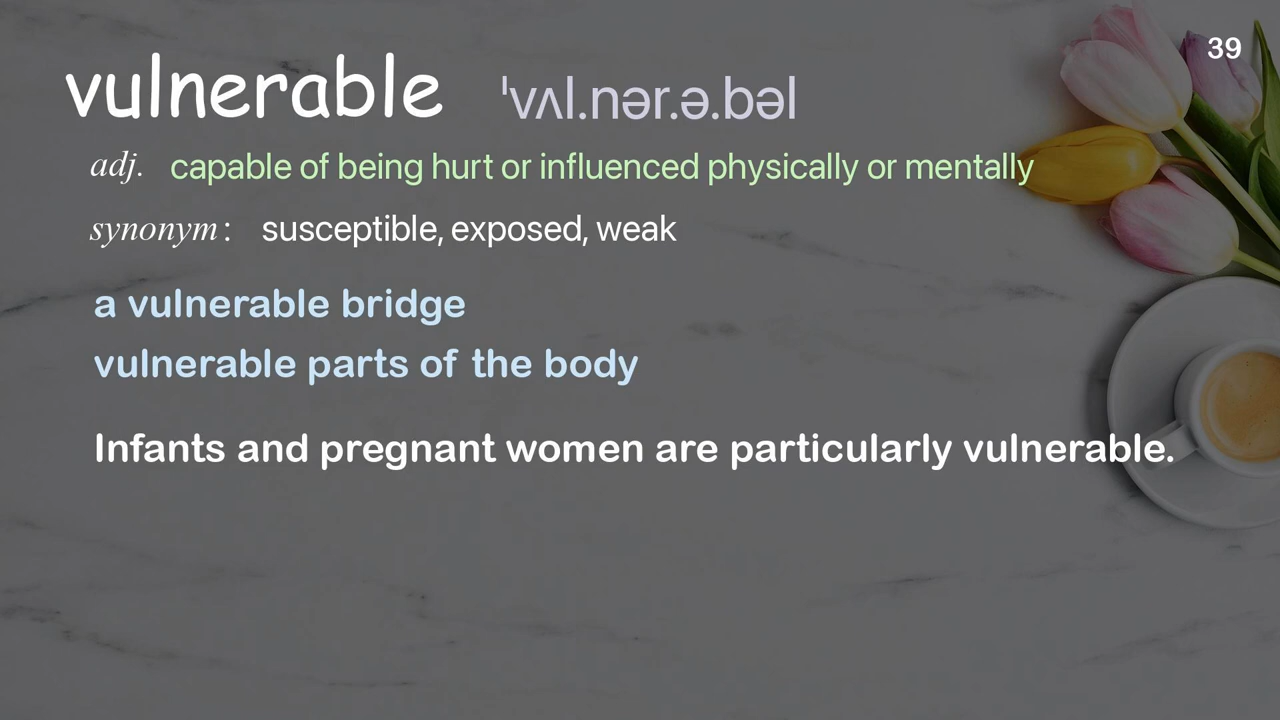 39
vulnerable ˈvʌl.nər.ə.bəl
adj. capable of being hurt or influenced physically or mentally
synonym: susceptible, exposed, weak
a vulnerable bridge
vulnerable parts of the body
Infants and pregnant women are particularly vulnerable.